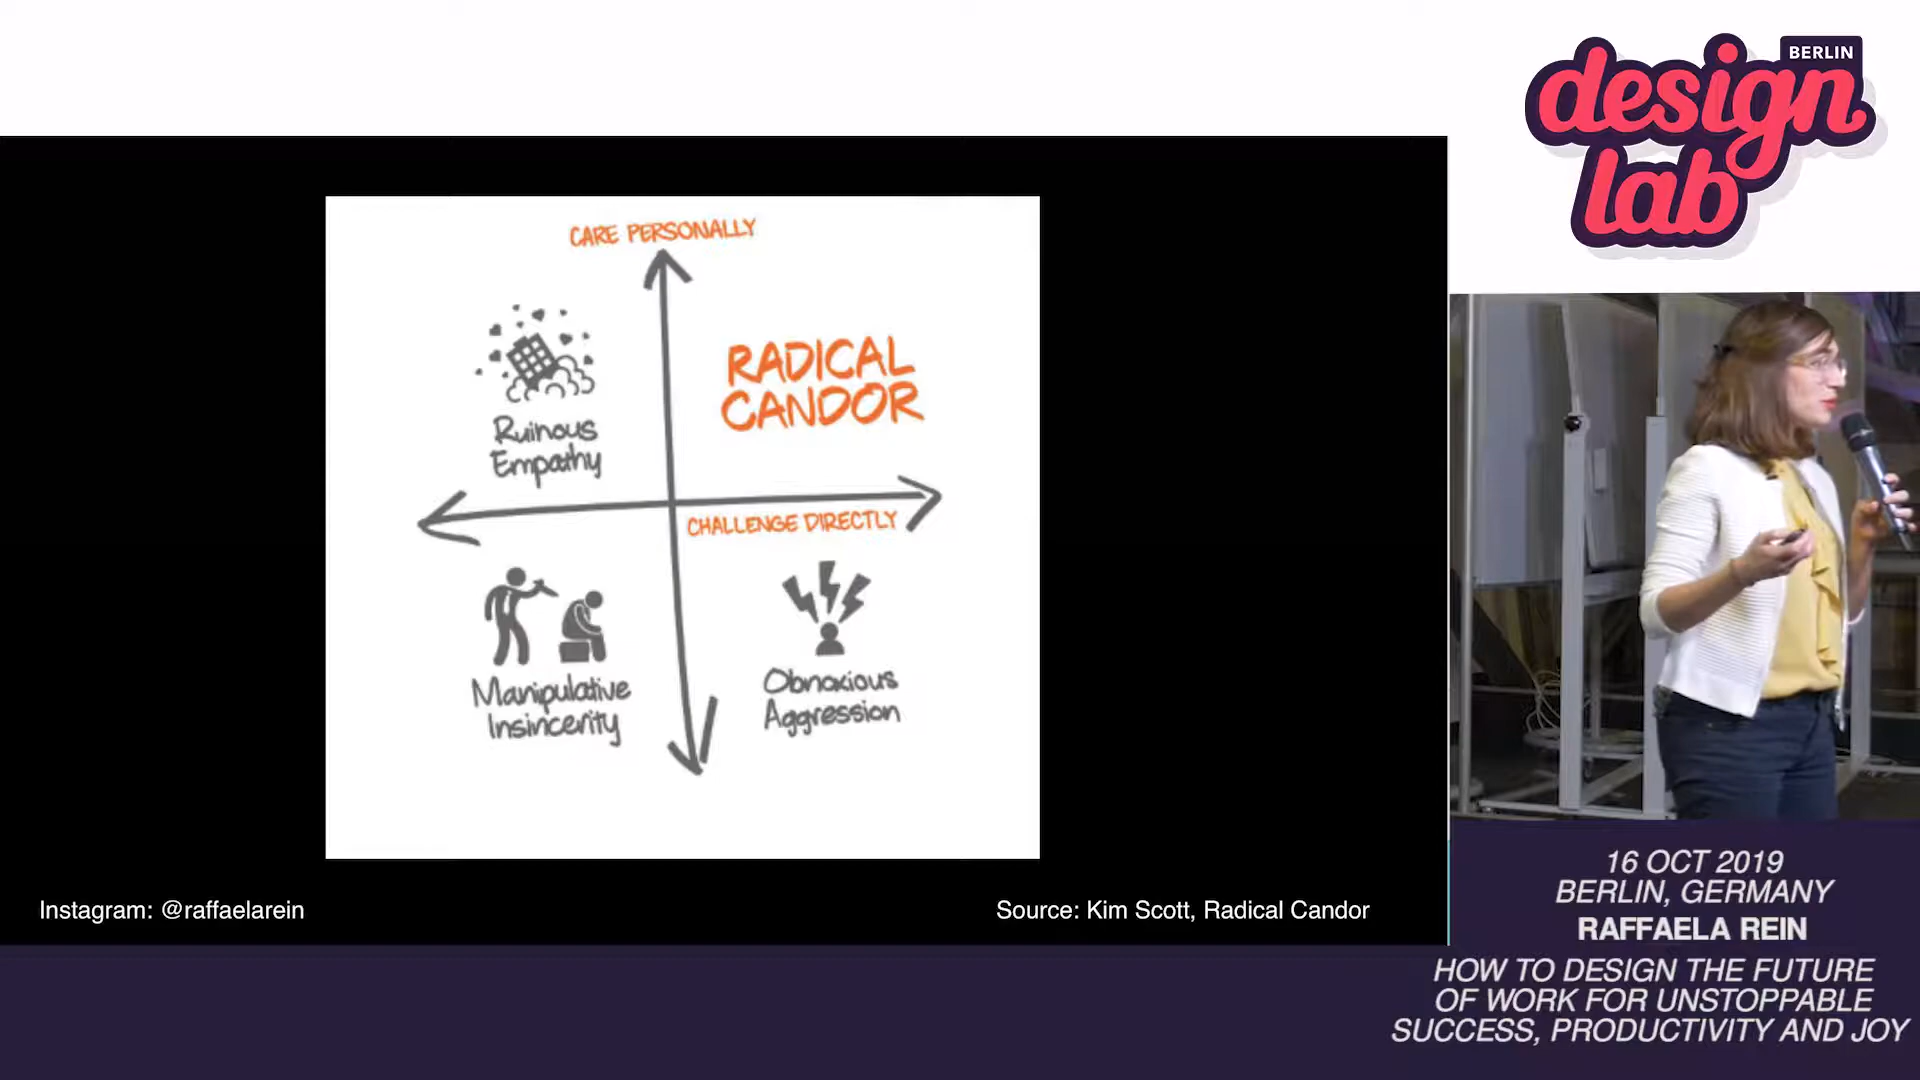 BERLIN
design
lab
CARE PERSONALLY
RADICAL
CANDOR
Ruinous
Empathy
CHALLENGE DIRECTLY
Manipulative
Insincerity
Obnoxious
Aggression
Instagram: @raffaelarein
Source: Kim Scott, Radical Candor
16 OCT 2019
BERLIN, GERMANY
RAFFAELA REIN
HOW TO DESIGN THE FUTURE
OF WORK FOR UNSTOPPABLE
SUCCESS, PRODUCTIVITY AND JOY